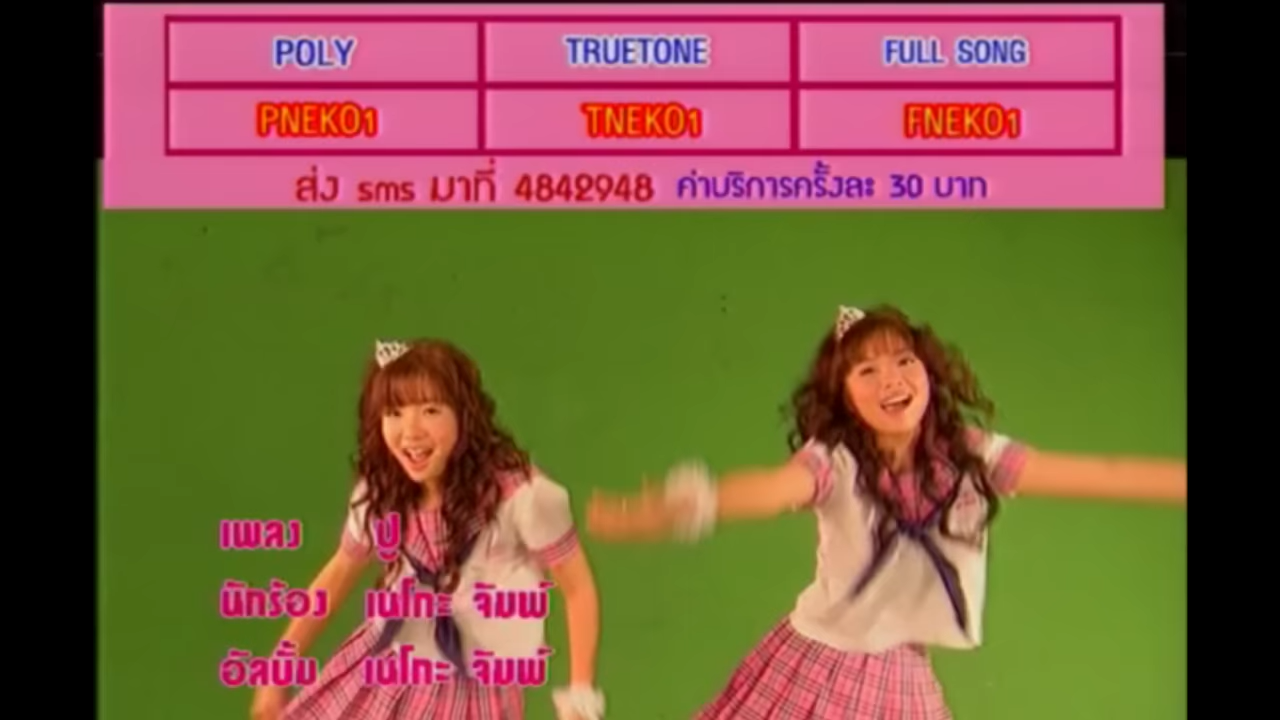 POLY TRUETONE FULL SONG
PNEKO1 TNEKO1 FNEKO1
ส่ง sms มาที่ 4842948 ค่าบริการครั้งละ 30 บาท
เพลง ปู
นักร้อง เนโกะ จัมพ์
อัลบั้ม เนโกะ จัมพ์